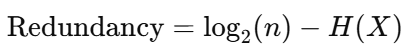 Redundancy = log₂(n) − H(X)